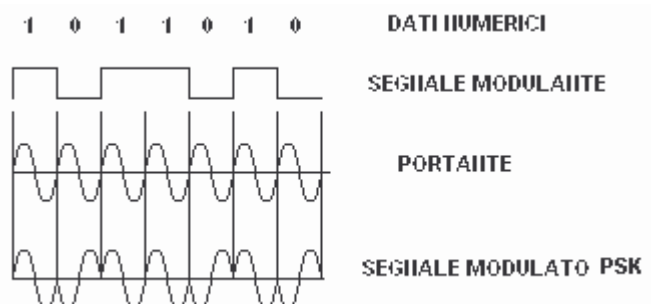 1 0 1 1 0 1 0 DATI NUMERICI
SEGNALE MODULANTE
PORTANTE
SEGNALE MODULATO PSK